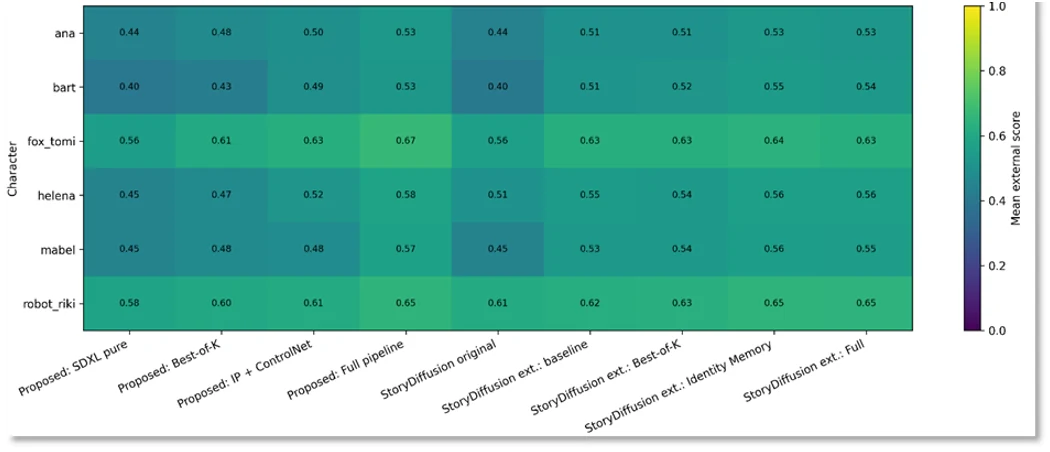 ana 0.44 0.48 0.50 0.53 0.44 0.51 0.51 0.53 0.53
bart 0.40 0.43 0.49 0.53 0.40 0.51 0.52 0.55 0.54
fox_tomi 0.56 0.61 0.63 0.67 0.56 0.63 0.63 0.64 0.63
helena 0.45 0.47 0.52 0.58 0.51 0.55 0.54 0.56 0.56
mabel 0.45 0.48 0.48 0.57 0.45 0.53 0.54 0.56 0.55
robot_riki 0.58 0.60 0.61 0.65 0.61 0.62 0.63 0.65 0.65
Character
Proposed: SDXL pure
Proposed: Best-of-K
Proposed: IP + ControlNet
Proposed: Full pipeline
StoryDiffusion original
StoryDiffusion ext.: baseline
StoryDiffusion ext.: Best-of-K
StoryDiffusion ext.: Identity Memory
StoryDiffusion ext.: Full
1.0
0.8
0.6
0.4
0.2
0.0
Mean external score